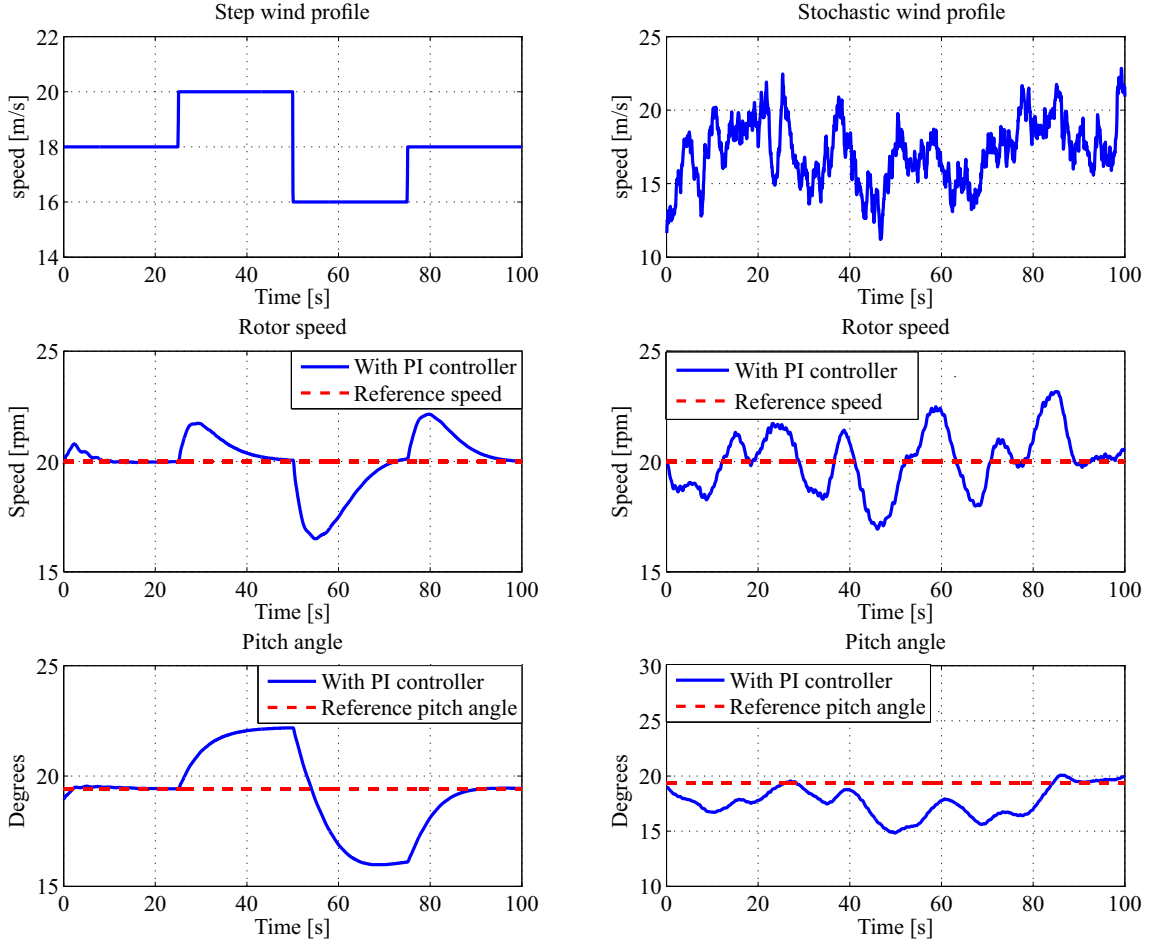 Step wind profile
speed [m/s]
22
20
18
16
14
0 20 40 60 80 100
Time [s]
Stochastic wind profile
speed [m/s]
25
20
15
10
0 20 40 60 80 100
Time [s]
Rotor speed
Speed [rpm]
25
20
15
With PI controller
Reference speed
0 20 40 60 80 100
Time [s]
Rotor speed
Speed [rpm]
25
20
15
With PI controller
Reference speed
0 20 40 60 80 100
Time [s]
Pitch angle
Degrees
25
20
15
With PI controller
Reference pitch angle
0 20 40 60 80 100
Time [s]
Pitch angle
Degrees
30
25
20
15
10
With PI controller
Reference pitch angle
0 20 40 60 80 100
Time [s]